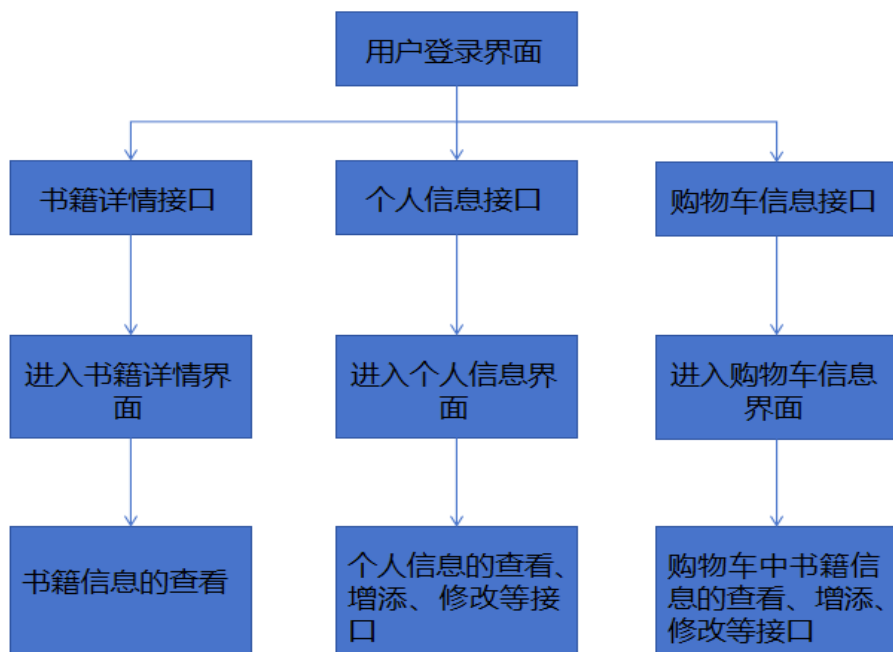 用户登录界面
书籍详情接口
个人信息接口
购物车信息接口
进入书籍详情界
面
进入个人信息界
面
进入购物车信息
界面
书籍信息的查看
个人信息的查看、
增添、修改等接
口
购物车中书籍信
息的查看、增添、
修改等接口